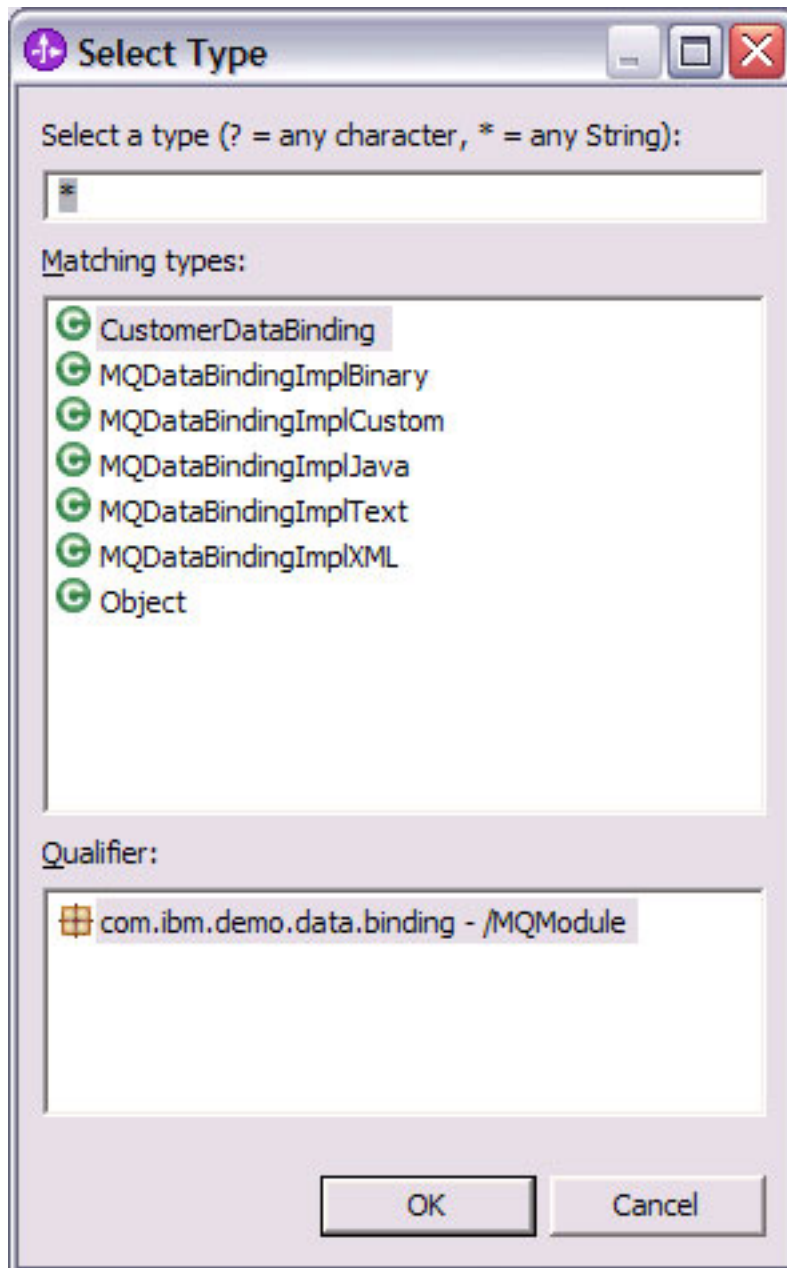 Select Type
Select a type (? = any character, * = any String):
*
Matching types:
CustomerDataBinding
MQDataBindingImplBinary
MQDataBindingImplCustom
MQDataBindingImplJava
MQDataBindingImplText
MQDataBindingImplXML
Object
Qualifier:
com.ibm.demo.data.binding - /MQModule
OK Cancel